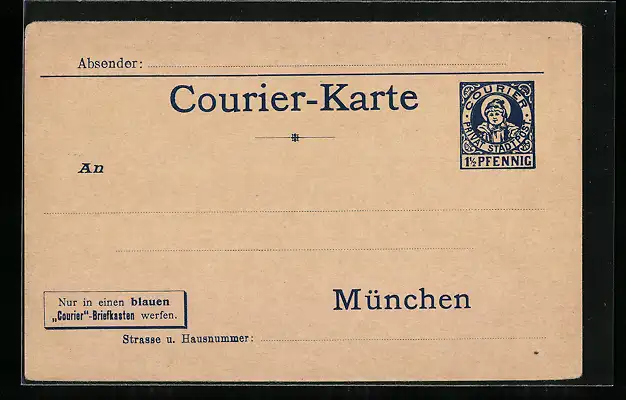 Absender:
Courier-Karte
COURIER
PRIVAT STADTPOST
1½ PFENNIG
An
München
Nur in einen blauen
„Courier"-Briefkasten werfen.
Strasse u. Hausnummer: